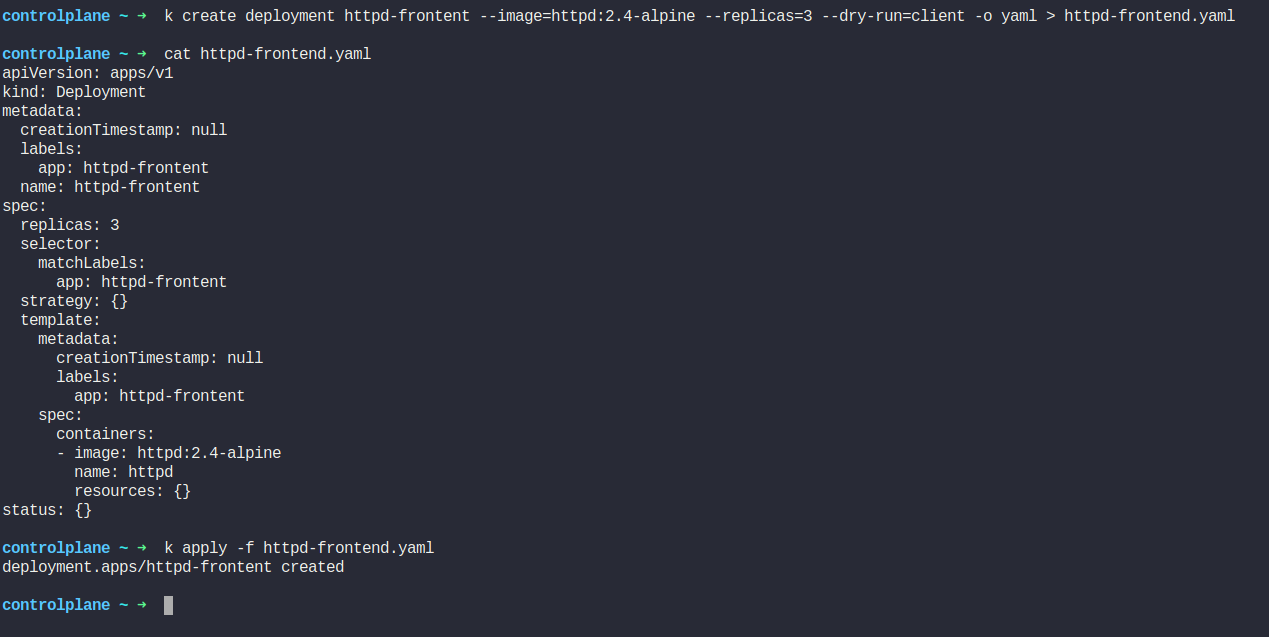 controlplane ~ ➜  k create deployment httpd-frontent --image=httpd:2.4-alpine --replicas=3 --dry-run=client -o yaml > httpd-frontend.yaml
controlplane ~ ➜  cat httpd-frontend.yaml
apiVersion: apps/v1
kind: Deployment
metadata:
  creationTimestamp: null
  labels:
    app: httpd-frontent
  name: httpd-frontent
spec:
  replicas: 3
  selector:
    matchLabels:
      app: httpd-frontent
  strategy: {}
  template:
    metadata:
      creationTimestamp: null
      labels:
        app: httpd-frontent
    spec:
      containers:
      - image: httpd:2.4-alpine
        name: httpd
        resources: {}
status: {}
controlplane ~ ➜  k apply -f httpd-frontend.yaml
deployment.apps/httpd-frontent created
controlplane ~ ➜